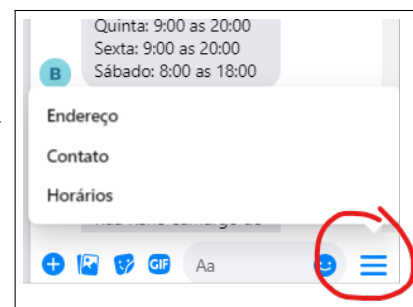 Quinta: 9:00 as 20:00
Sexta: 9:00 as 20:00
B
Sábado: 8:00 as 18:00
Endereço
Contato
Horários
GIF
Aa